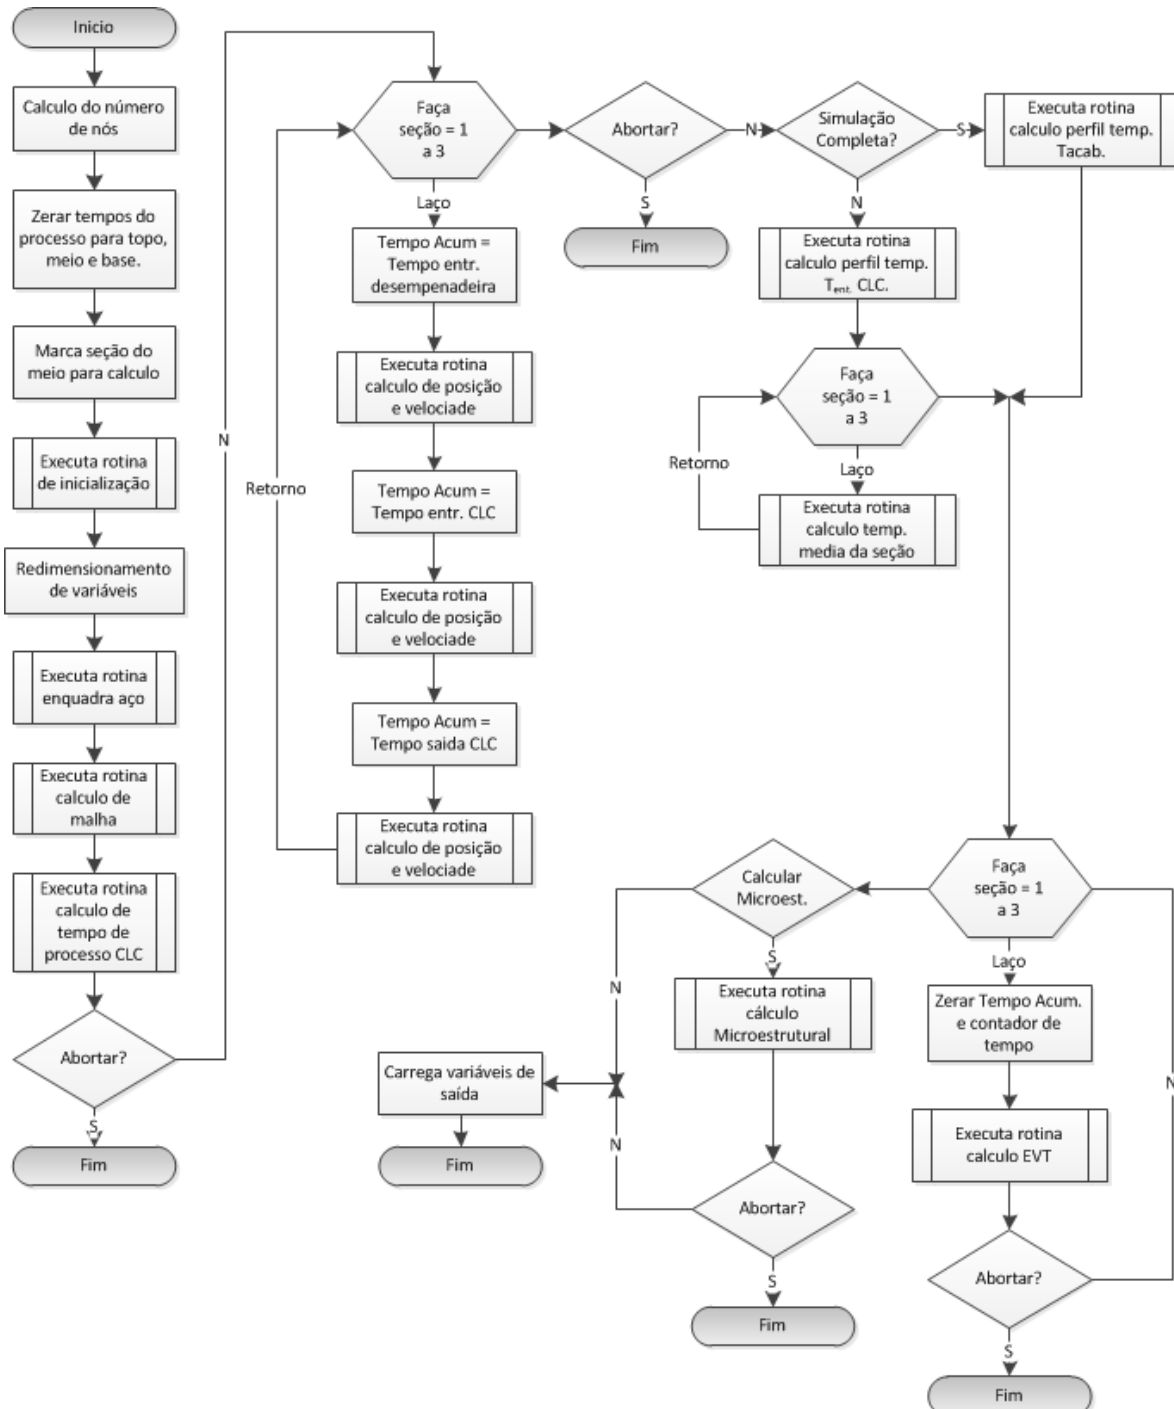 Inicio
Calculo do número
de nós
Zerar tempos do
processo para topo,
meio e base.
Marca seção do
meio para calculo
Executa rotina
de inicialização
Redimensionamento
de variáveis
Executa rotina
enquadra aço
Executa rotina
calculo de
malha
Executa rotina
calculo de
tempo de
processo CLC
Abortar?
S
Fim
N
Faça
seção = 1
a 3
Laço
Tempo Acum =
Tempo entr.
desempenadeira
Executa rotina
calculo de posição
e velociade
Tempo Acum =
Tempo entr. CLC
Executa rotina
calculo de posição
e velociade
Tempo Acum =
Tempo saida CLC
Executa rotina
calculo de posição
e velociade
Retorno
Abortar?
S
Fim
N
Simulação
Completa?
S
Executa rotina
calculo perfil temp.
Tacab.
N
Executa rotina
calculo perfil temp.
Tent. CLC.
Faça
seção = 1
a 3
Laço
Retorno
Executa rotina
calculo temp.
media da seção
Faça
seção = 1
a 3
Laço
Zerar Tempo Acum.
e contador de
tempo
Executa rotina
calculo EVT
Abortar?
N
S
Fim
Calcular
Microest.
S
N
Executa rotina
cálculo
Microestrutural
Abortar?
N
S
Fim
Carrega variáveis de
saída
Fim